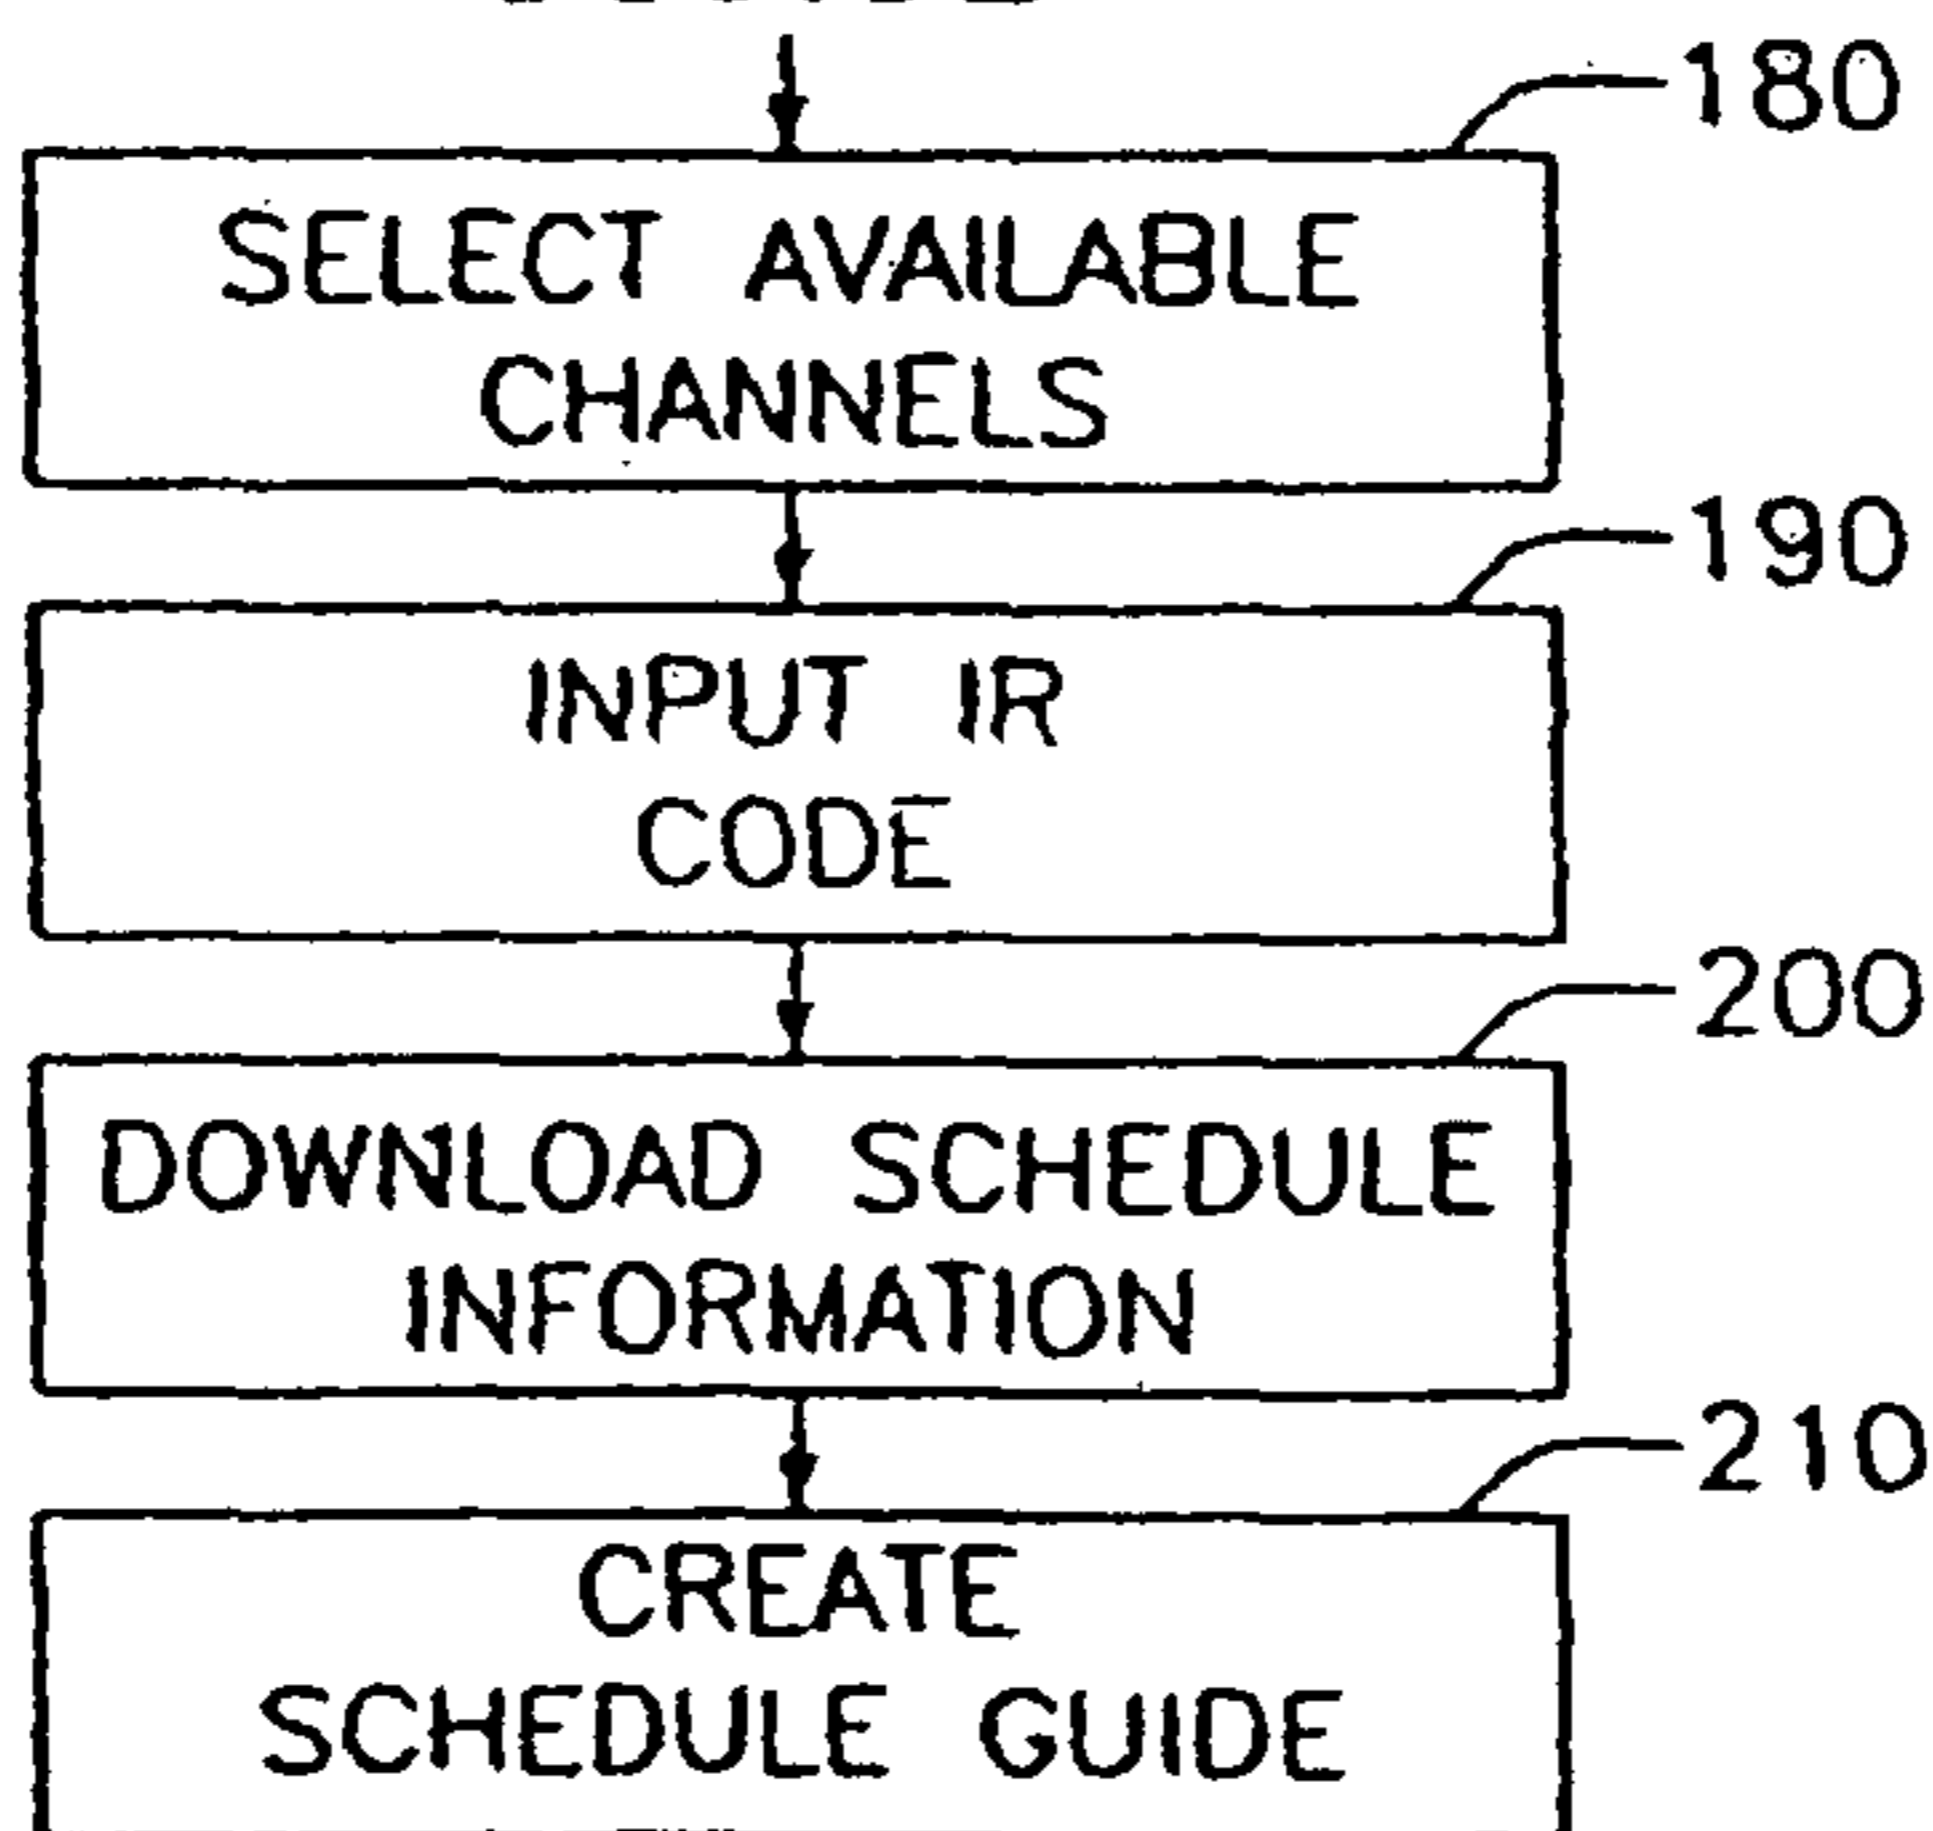 180
SELECT AVAILABLE
CHANNELS
190
INPUT IR
CODE
200
DOWNLOAD SCHEDULE
INFORMATION
210
CREATE
SCHEDULE GUIDE